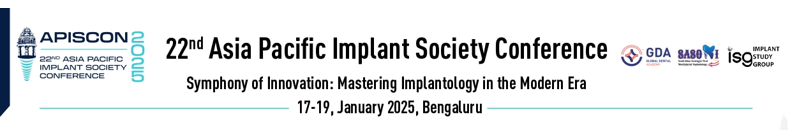 APISCON 2025
22ND ASIA PACIFIC
IMPLANT SOCIETY
CONFERENCE
22nd Asia Pacific Implant Society Conference
Symphony of Innovation: Mastering Implantology in the Modern Era
17-19, January 2025, Bengaluru
GDA
GLOBAL DENTAL
ACADEMY
SASO I
isg IMPLANT
STUDY
GROUP